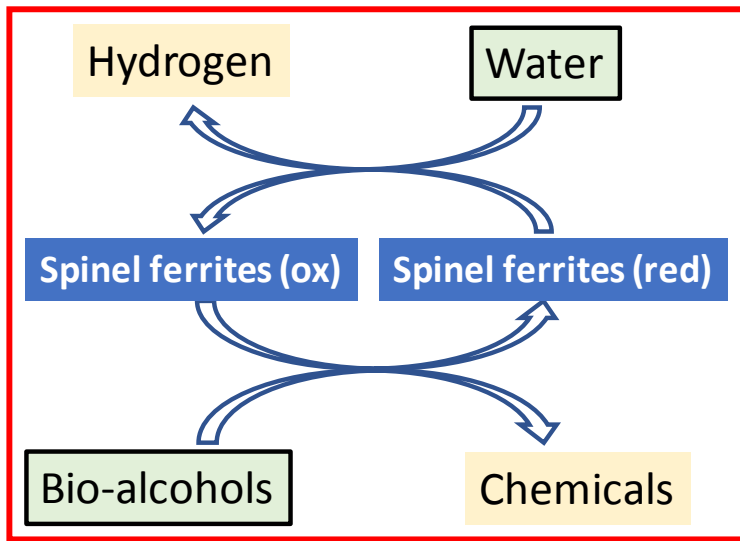 Hydrogen
Water
Spinel ferrites (ox)
Spinel ferrites (red)
Bio-alcohols
Chemicals